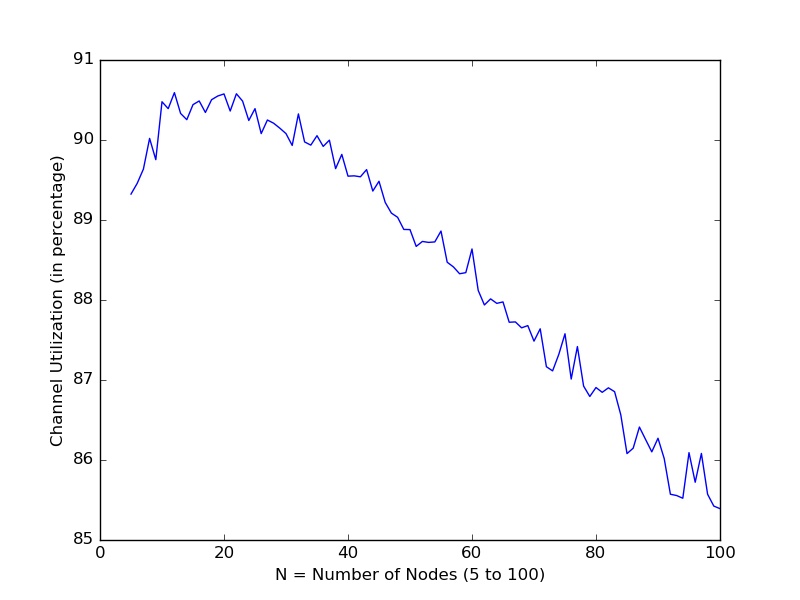 91
90
89
88
87
86
85
0 20 40 60 80 100
Channel Utilization (in percentage)
N = Number of Nodes (5 to 100)